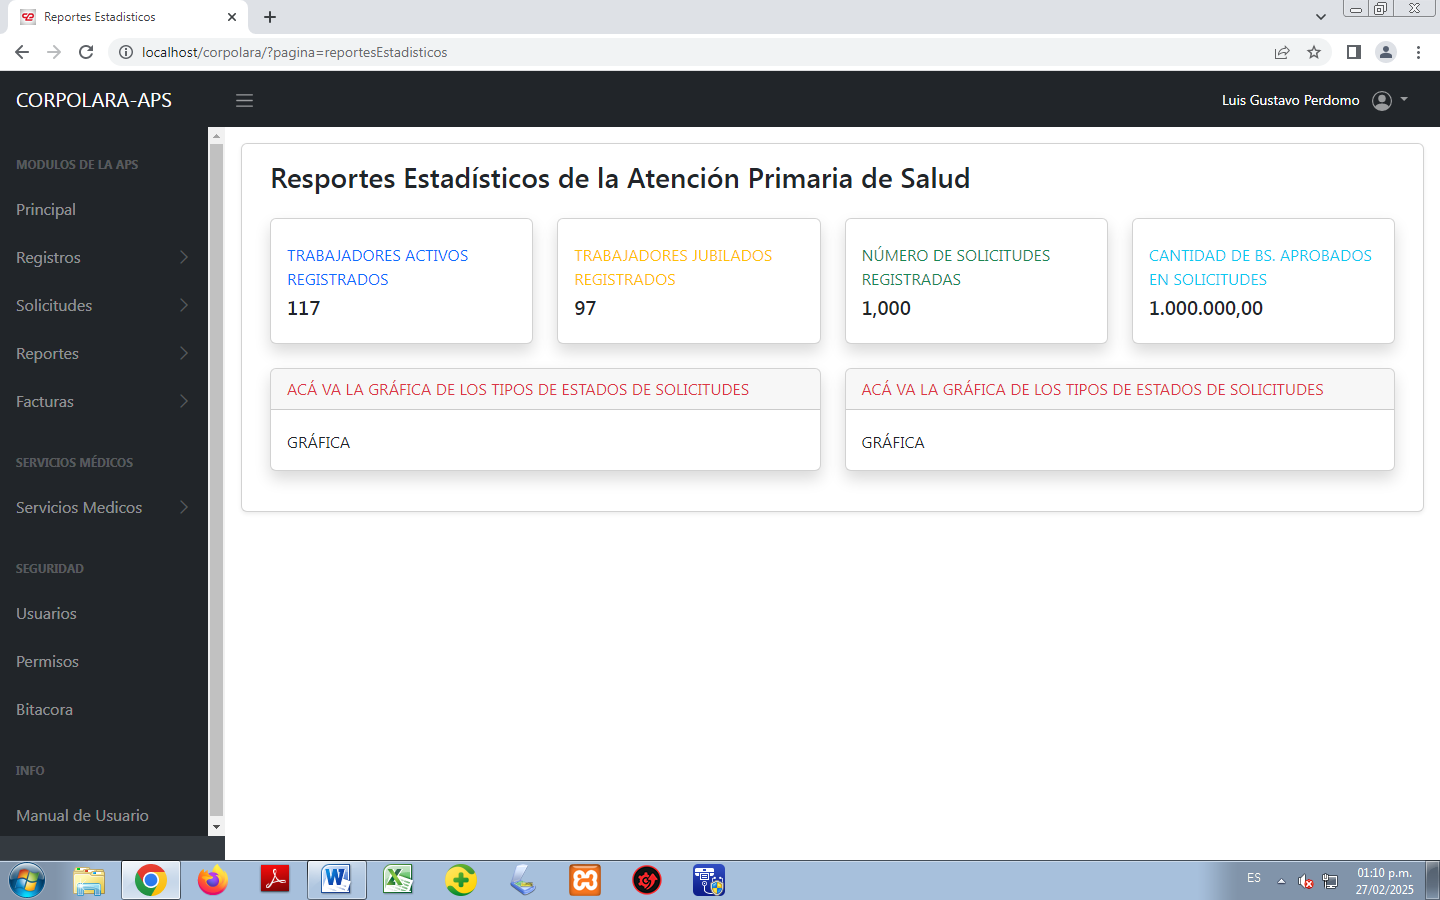 Reportes Estadisticos
localhost/corpolara/?pagina=reportesEstadisticos
CORPOLARA-APS
Luis Gustavo Perdomo
MODULOS DE LA APS
Principal
Registros
Solicitudes
Reportes
Facturas
SERVICIOS MÉDICOS
Servicios Medicos
SEGURIDAD
Usuarios
Permisos
Bitacora
INFO
Manual de Usuario
Resportes Estadísticos de la Atención Primaria de Salud
TRABAJADORES ACTIVOS
REGISTRADOS
117
TRABAJADORES JUBILADOS
REGISTRADOS
97
NÚMERO DE SOLICITUDES
REGISTRADAS
1,000
CANTIDAD DE BS. APROBADOS
EN SOLICITUDES
1.000.000,00
ACÁ VA LA GRÁFICA DE LOS TIPOS DE ESTADOS DE SOLICITUDES
GRÁFICA
ACÁ VA LA GRÁFICA DE LOS TIPOS DE ESTADOS DE SOLICITUDES
GRÁFICA
ES
01:10 p.m.
27/02/2025